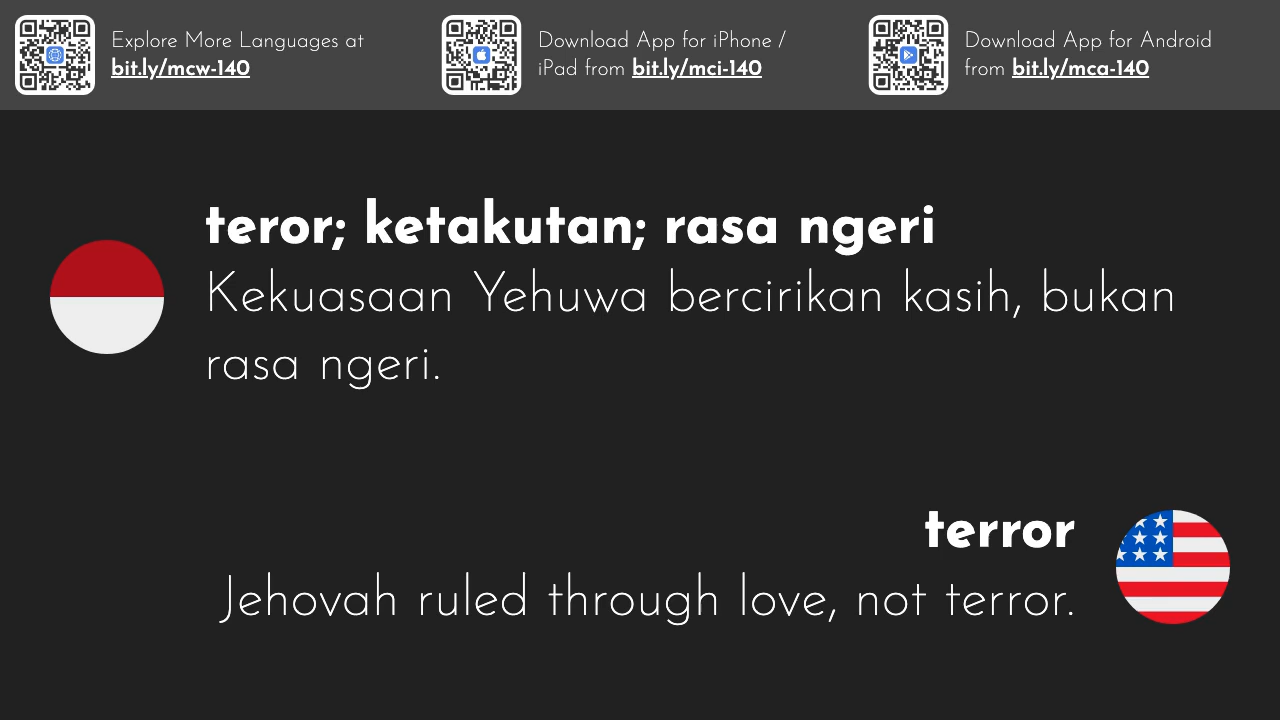 Explore More Languages at
bit.ly/mcw-140
Download App for iPhone /
iPad from bit.ly/mci-140
Download App for Android
from bit.ly/mca-140
teror; ketakutan; rasa ngeri
Kekuasaan Yehuwa bercirikan kasih, bukan
rasa ngeri.
terror
Jehovah ruled through love, not terror.